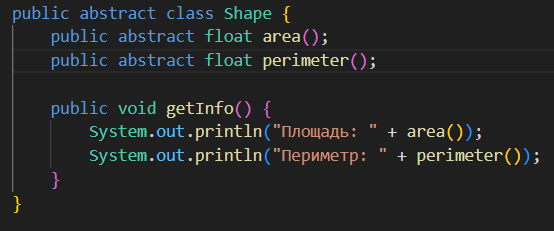 public abstract class Shape {
    public abstract float area();
    public abstract float perimeter();
    public void getInfo() {
        System.out.println("Площадь: " + area());
        System.out.println("Периметр: " + perimeter());
    }
}